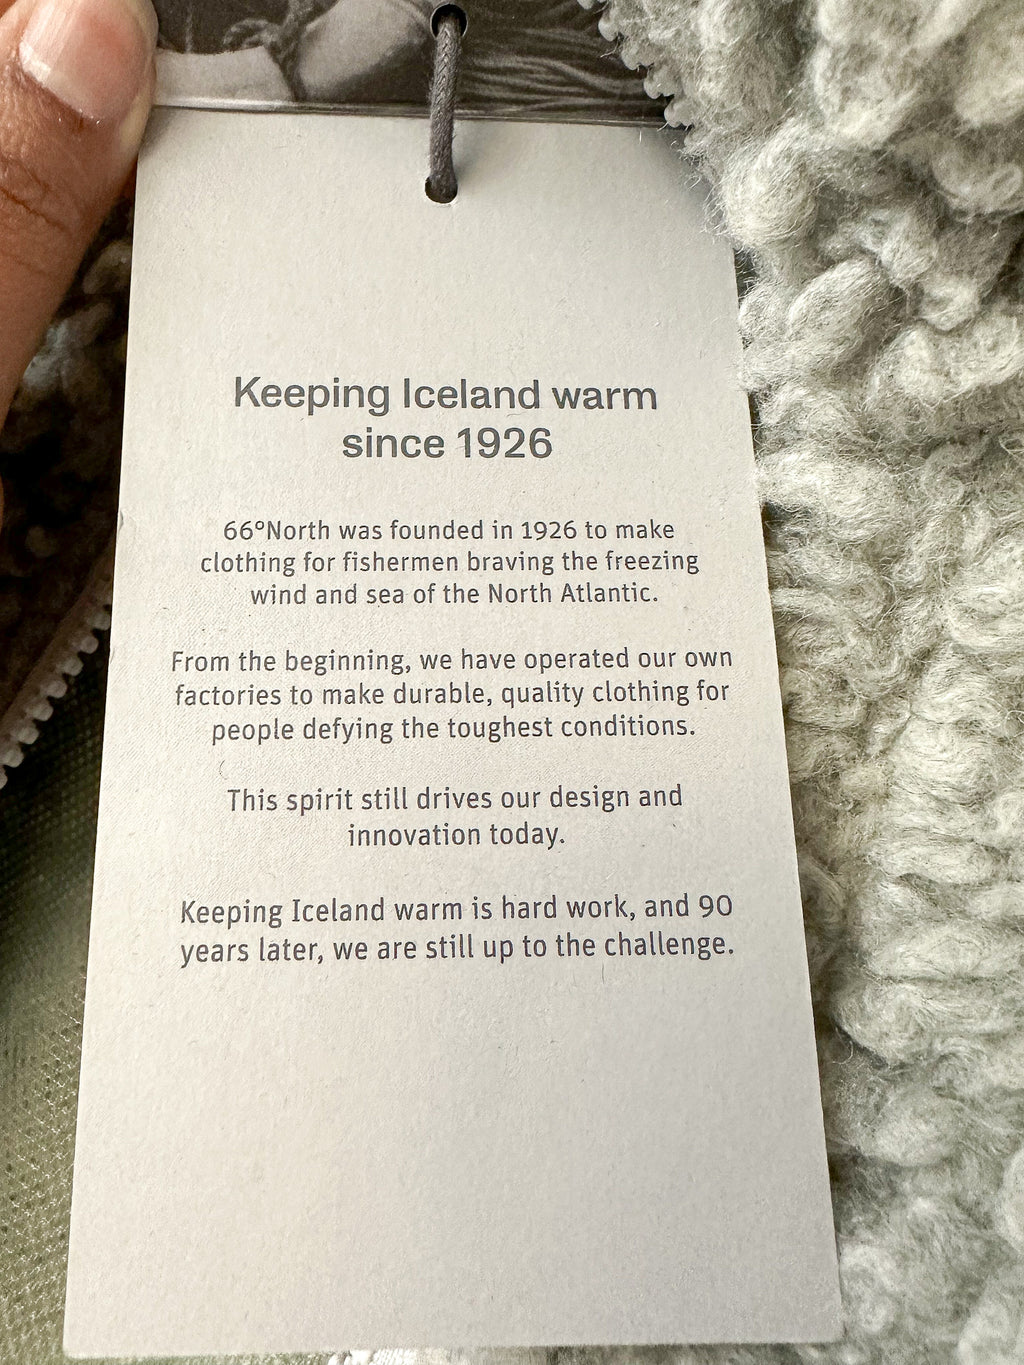 Keeping Iceland warm
since 1926
66°North was founded in 1926 to make
clothing for fishermen braving the freezing
wind and sea of the North Atlantic.
From the beginning, we have operated our own
factories to make durable, quality clothing for
people defying the toughest conditions.
This spirit still drives our design and
innovation today.
Keeping Iceland warm is hard work, and 90
years later, we are still up to the challenge.